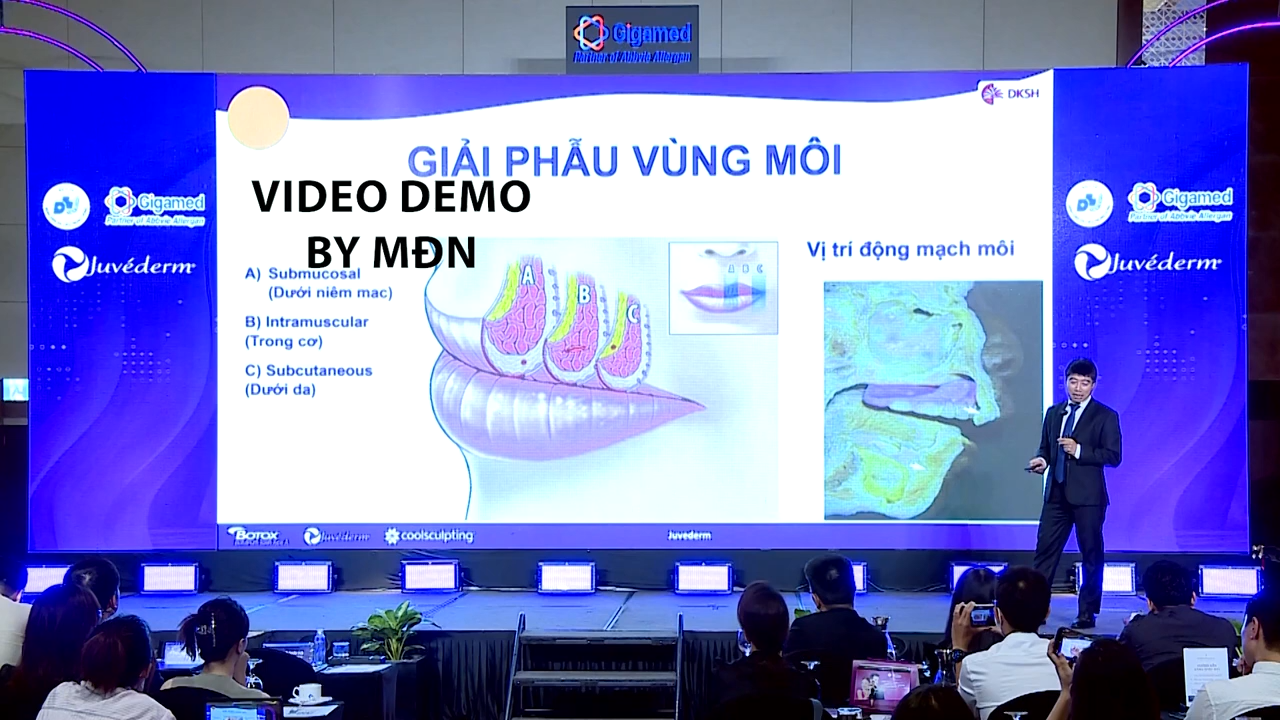 Gigamed
Partner of Abbvie Allergan
DKSH
GIẢI PHẪU VÙNG MÔI
VIDEO DEMO
BY MĐN
Gigamed
Partner of Abbvie Allergan
Juvéderm
Gigamed
Partner of Abbvie Allergan
Juvéderm
A) Submucosal
(Dưới niêm mạc)
B) Intramuscular
(Trong cơ)
C) Subcutaneous
(Dưới da)
A
B
C
A B C
Vị trí động mạch môi
BOTOX
Juvéderm
coolsculpting
Juvederm